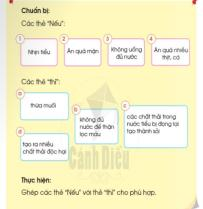 Chuẩn bị:
Các thẻ "Nếu":
1
Nhịn tiểu
2
Ăn quá mặn
3
Không uống
đủ nước
4
Ăn quá nhiều
thịt, cá
Các thẻ "thì":
a
thừa muối
b
không đủ
nước để thận
lọc máu
c
các chất thải trong
nước tiểu bị đọng lại
tạo thành sỏi
d
tạo ra nhiều
chất thải độc hại
Cánh Diều
Thực hiện:
Ghép các thẻ "Nếu" với thẻ "thì" cho phù hợp.